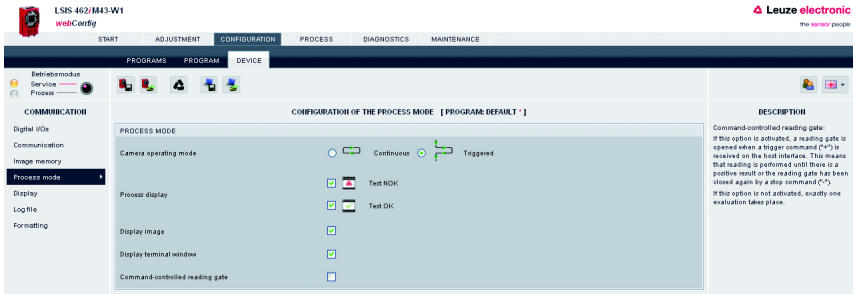 LSIS 462i M43-W1
webConfig
Leuze electronic
the sensor people
START ADJUSTMENT CONFIGURATION PROCESS DIAGNOSTICS MAINTENANCE
PROGRAMS PROGRAM DEVICE
Betriebsmodus
Service
Prozess
COMMUNICATION
Digital I/Os
Communication
Image memory
Process mode
Display
Log file
Formatting
CONFIGURATION OF THE PROCESS MODE [ PROGRAM: DEFAULT * ]
PROCESS MODE
Camera operating mode Continuous Triggered
Process display Test NOK
Test OK
Display image
Display terminal window
Command-controlled reading gate
DESCRIPTION
Command-controlled reading gate:
If this option is activated, a reading gate is
opened when a trigger command ("+") is
received on the host interface. This means
that reading is performed until there is a
positive result or the reading gate has been
closed again by a stop command ("-").
If this option is not activated, exactly one
evaluation takes place.